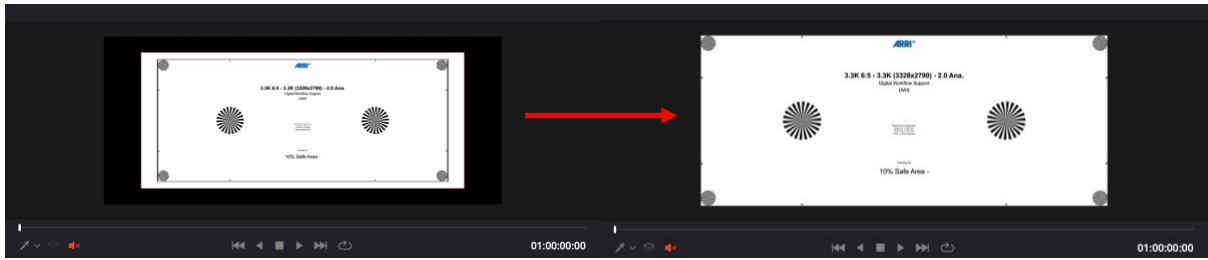 ARRI
3.3K 6:5 - 3.3K (3328x2790) - 2.0 Ana.
Digital Workflow Support
DWS
10% Safe Area -
01:00:00:00
ARRI
3.3K 6:5 - 3.3K (3328x2790) - 2.0 Ana.
Digital Workflow Support
DWS
10% Safe Area -
01:00:00:00